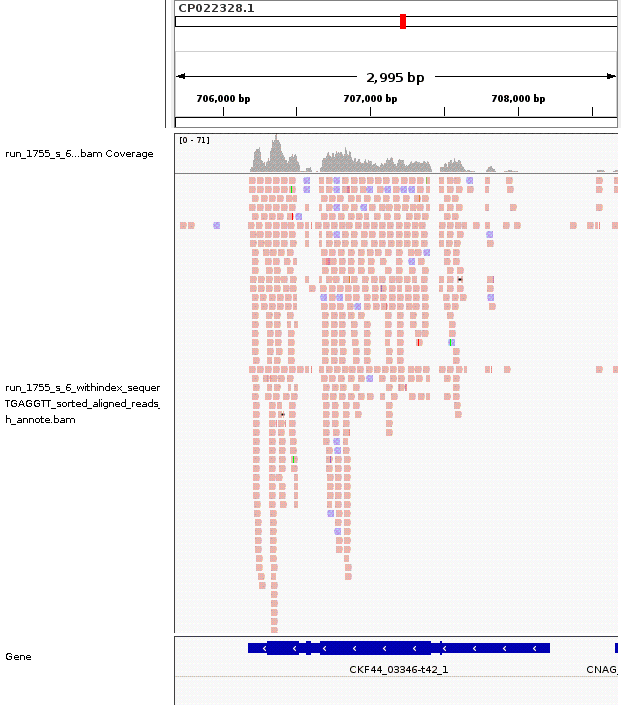 CP022328.1
2,995 bp
706,000 bp 707,000 bp 708,000 bp
[0 - 71]
run_1755_s_6...bam Coverage
run_1755_s_6_withindex_sequer
TGAGGTT_sorted_aligned_reads_
h_annote.bam
Gene
CKF44_03346-t42_1 CNAG_